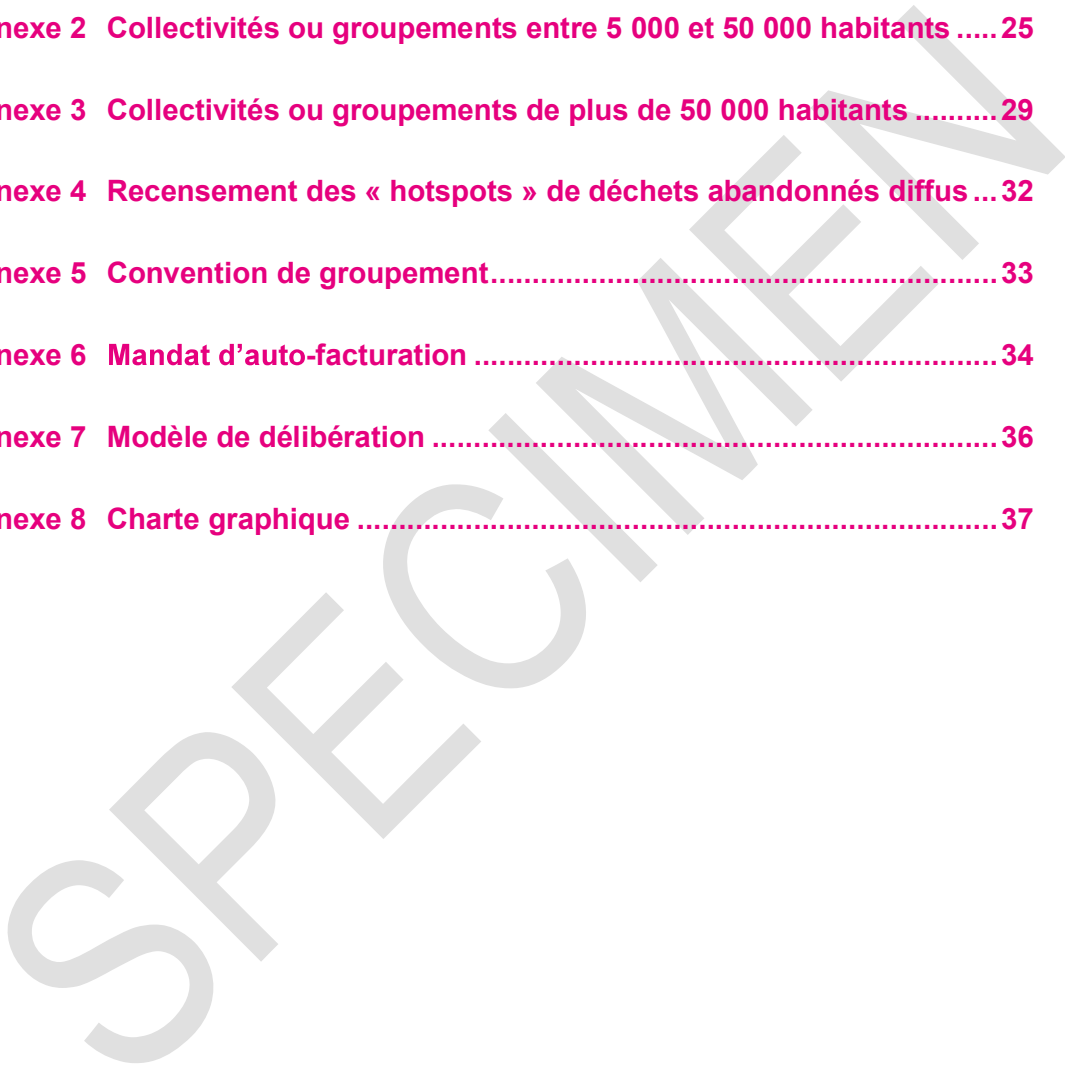 nexe 2 Collectivités ou groupements entre 5 000 et 50 000 habitants ..... 25
nexe 3 Collectivités ou groupements de plus de 50 000 habitants .......... 29
nexe 4 Recensement des « hotspots » de déchets abandonnés diffus ... 32
nexe 5 Convention de groupement.......................................................... 33
nexe 6 Mandat d’auto-facturation ............................................................ 34
nexe 7 Modèle de délibération ................................................................. 36
nexe 8 Charte graphique .......................................................................... 37
SPECIMEN